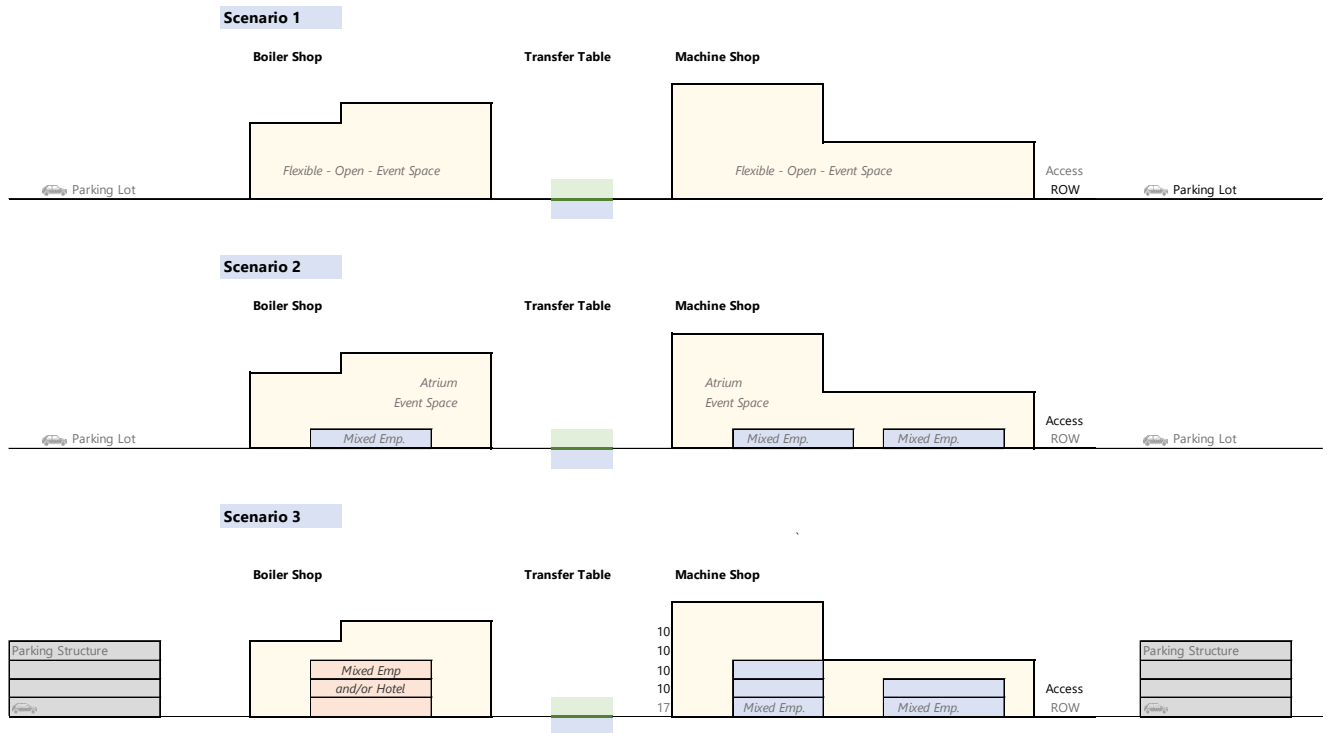 Scenario 1
Boiler Shop
Transfer Table
Machine Shop
Flexible - Open - Event Space
Flexible - Open - Event Space
Access
Parking Lot
ROW
Parking Lot
Scenario 2
Boiler Shop
Transfer Table
Machine Shop
Atrium
Event Space
Atrium
Event Space
Access
Parking Lot
Mixed Emp.
Mixed Emp.
Mixed Emp.
ROW
Parking Lot
Scenario 3
`
Boiler Shop
Transfer Table
Machine Shop
10
Parking Structure
10
Parking Structure
Mixed Emp
10
and/or Hotel
10
Access
17
Mixed Emp.
Mixed Emp.
ROW